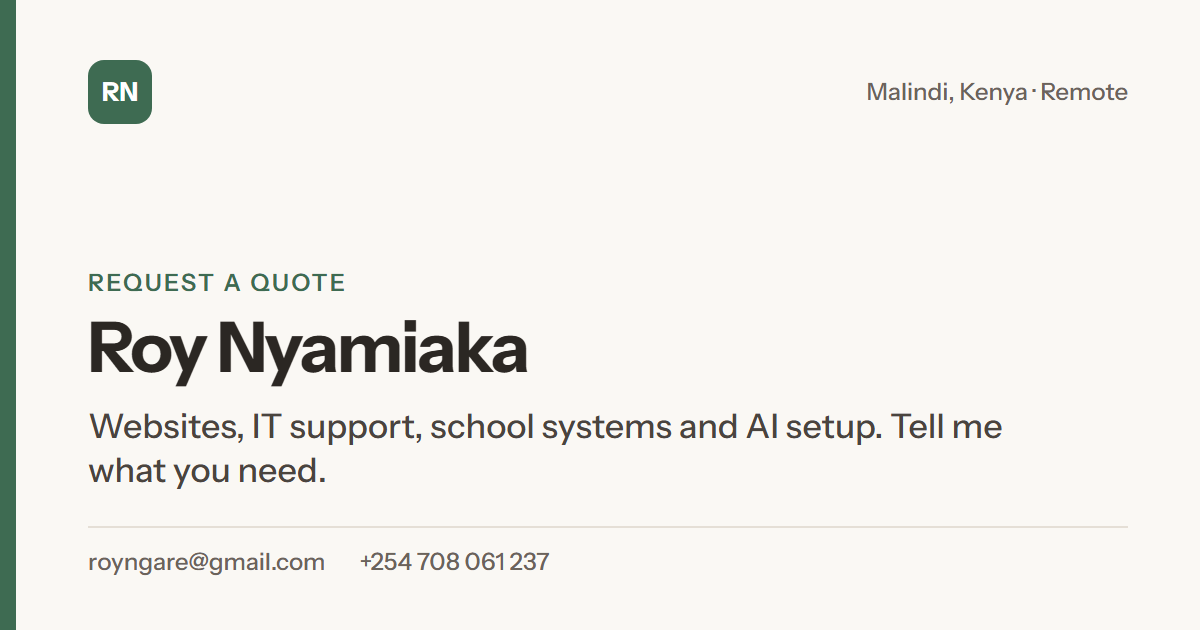 RN
Malindi, Kenya · Remote
REQUEST A QUOTE
Roy Nyamiaka
Websites, IT support, school systems and AI setup. Tell me
what you need.
royngare@gmail.com +254 708 061 237